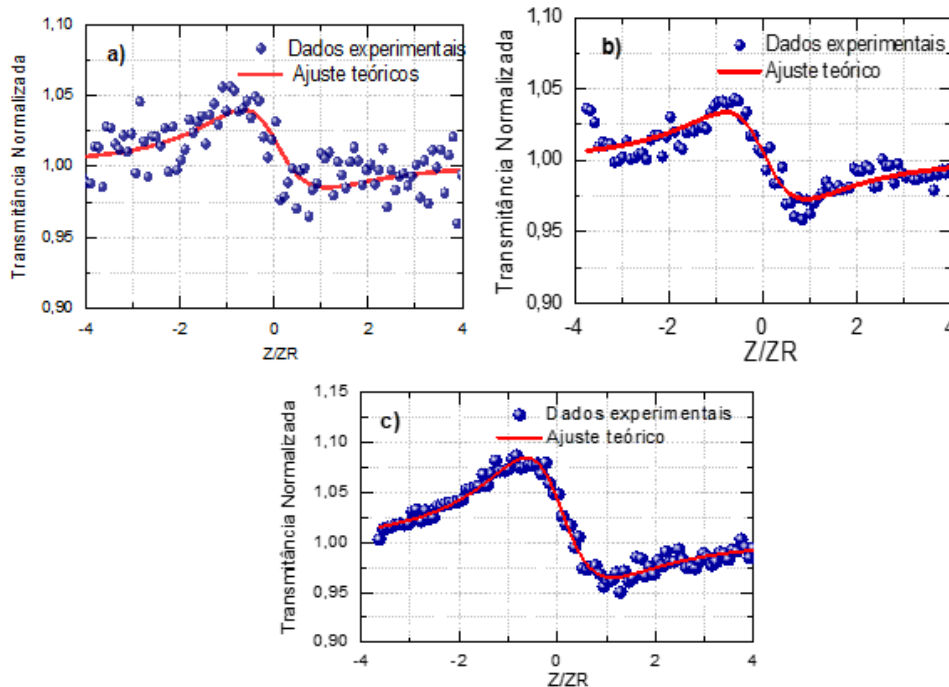 a)
Dados experimentais
Ajuste teóricos
Transmitância Normalizada
1,10
1,05
1,00
0,95
0,90
-4 -2 0 2 4
Z/ZR
b)
Dados experimentais
Ajuste teórico
Transmitância Normalizada
1,10
1,05
1,00
0,95
0,90
-4 -2 0 2 4
Z/ZR
c)
Dados experimentais
Ajuste teórico
Transmitância Normalizada
1,15
1,10
1,05
1,00
0,95
0,90
-4 -2 0 2 4
Z/ZR